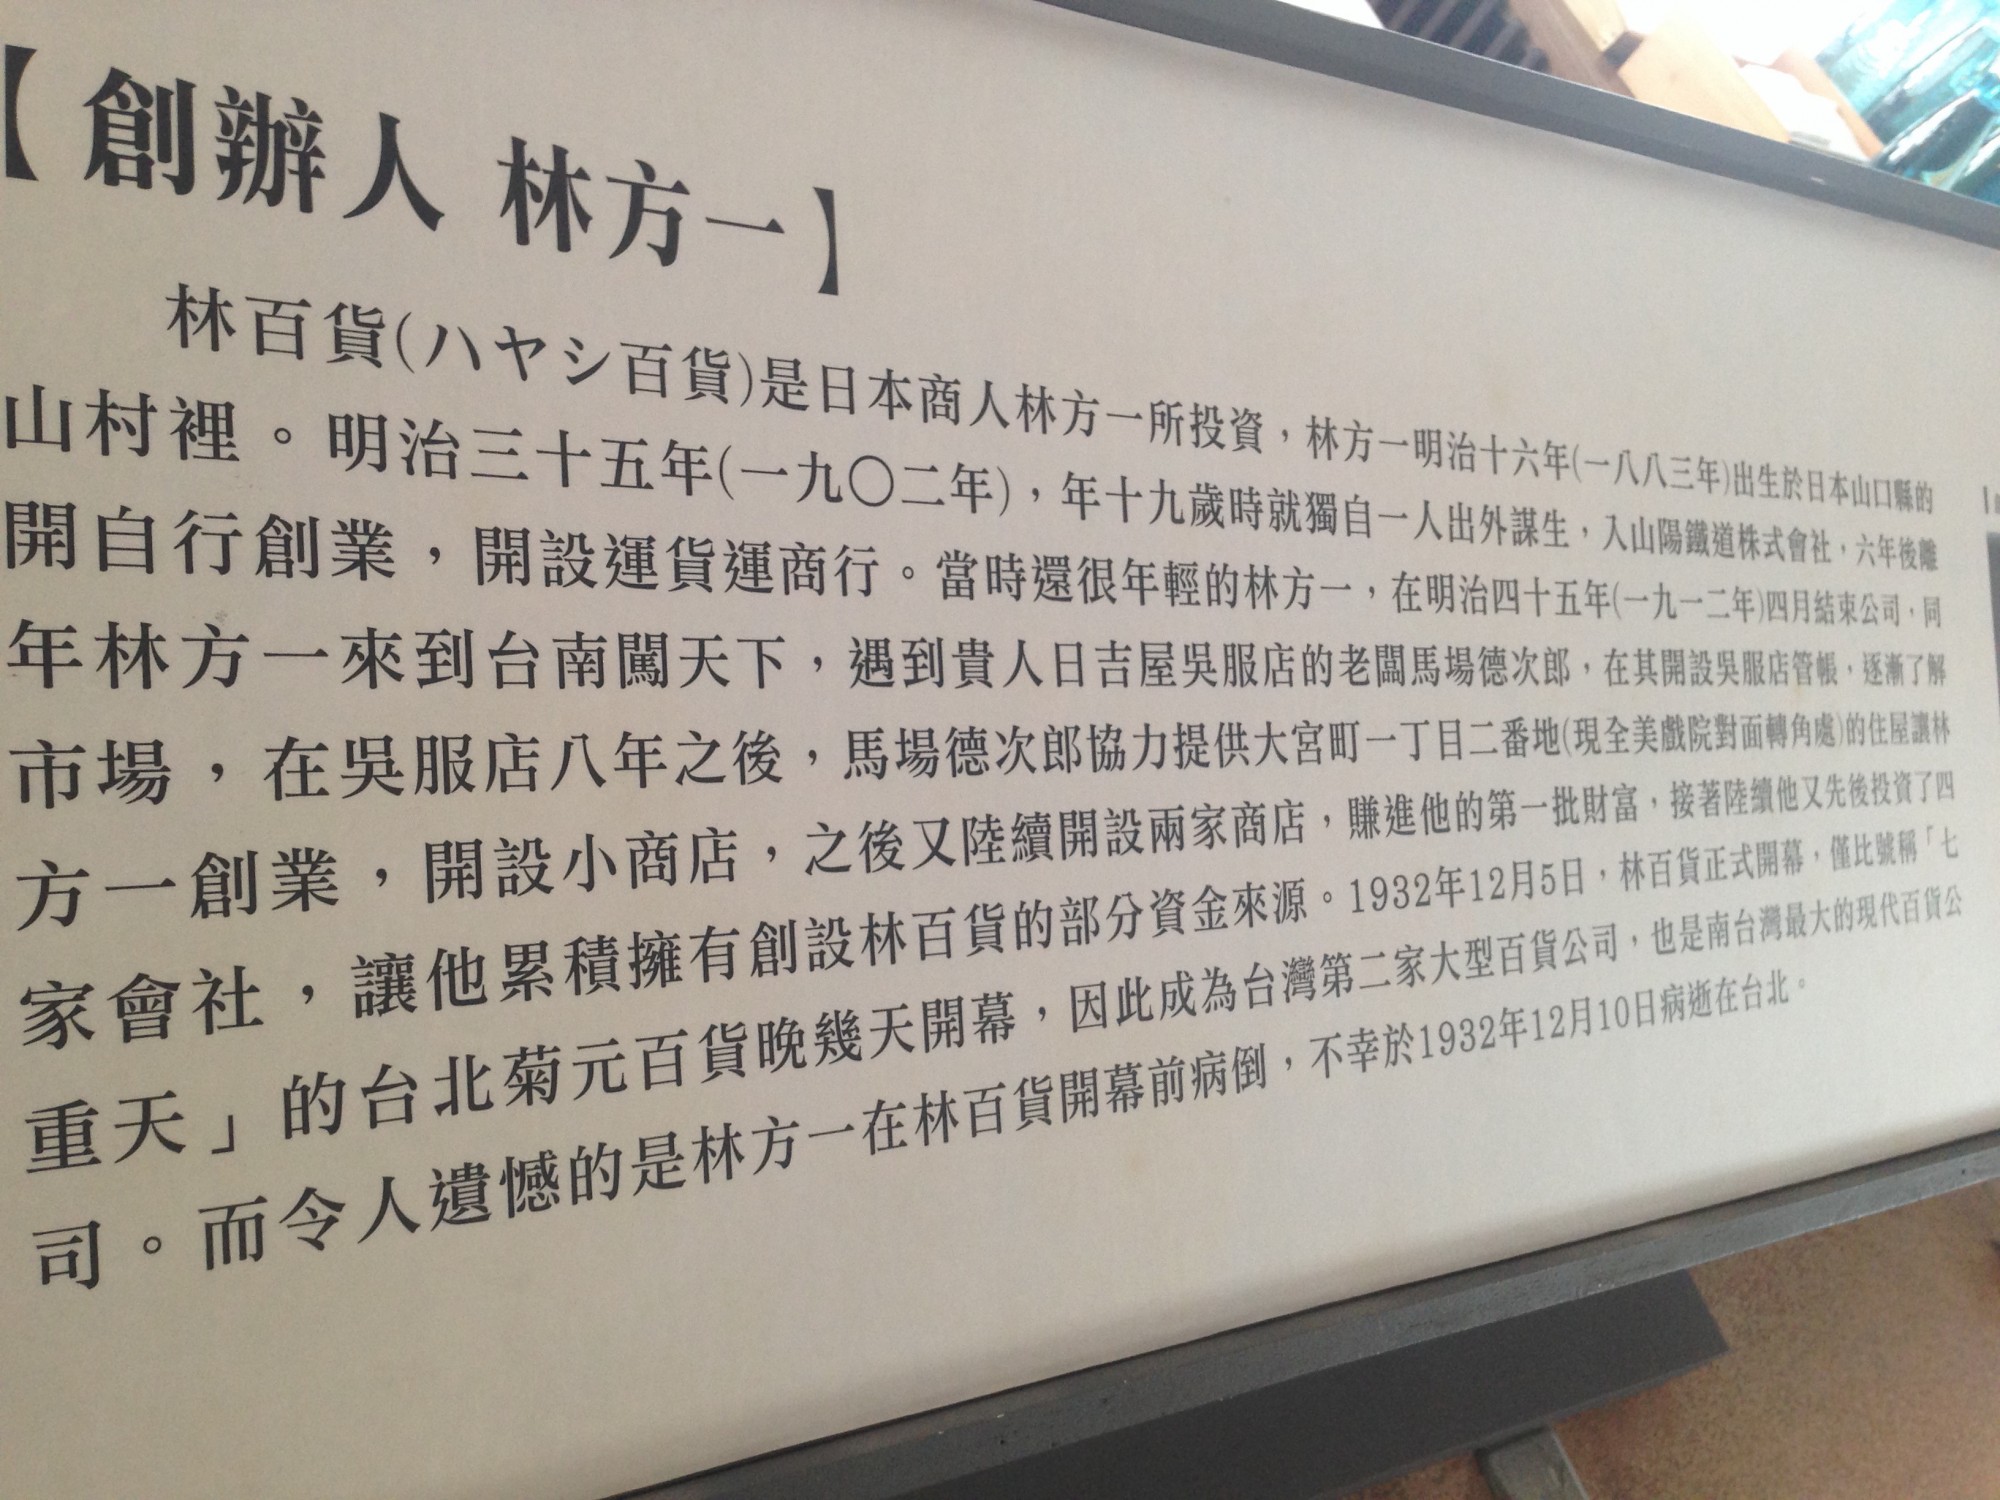 【創辦人 林方一】
林百貨(ハヤシ百貨)是日本商人林方一所投資，林方一明治十六年(一八八三年)出生於日本山口縣的
山村裡。明治三十五年(一九〇二年)，年十九歲時就獨自一人出外謀生，入山陽鐵道株式會社，六年後離
開自行創業，開設運貨運商行。當時還很年輕的林方一，在明治四十五年(一九一二年)四月結束公司，同
年林方一來到台南闖天下，遇到貴人日吉屋吳服店的老闆馬場德次郎，在其開設吳服店管帳，逐漸了解
市場，在吳服店八年之後，馬場德次郎協力提供大宮町一丁目二番地(現全美戲院對面轉角處)的住屋讓林
方一創業，開設小商店，之後又陸續開設兩家商店，賺進他的第一批財富，接著陸續他又先後投資了四
家會社，讓他累積擁有創設林百貨的部分資金來源。1932年12月5日，林百貨正式開幕，僅比號稱「七
重天」的台北菊元百貨晚幾天開幕，因此成為台灣第二家大型百貨公司，也是南台灣最大的現代百貨公
司。而令人遺憾的是林方一在林百貨開幕前病倒，不幸於1932年12月10日病逝在台北。